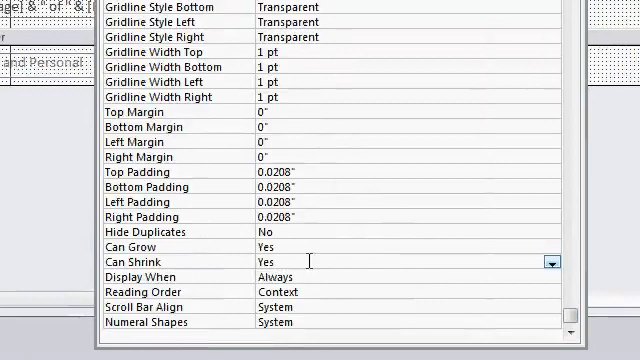 age] & " of " & [
Gridline Style Bottom Transparent
Gridline Style Left Transparent
Gridline Style Right Transparent
er
Gridline Width Top 1 pt
and Personal
Gridline Width Bottom 1 pt
Gridline Width Left 1 pt
Gridline Width Right 1 pt
Top Margin 0"
Bottom Margin 0"
Left Margin 0"
Right Margin 0"
Top Padding 0.0208"
Bottom Padding 0.0208"
Left Padding 0.0208"
Right Padding 0.0208"
Hide Duplicates No
Can Grow Yes
Can Shrink Yes
Display When Always
Reading Order Context
Scroll Bar Align System
Numeral Shapes System